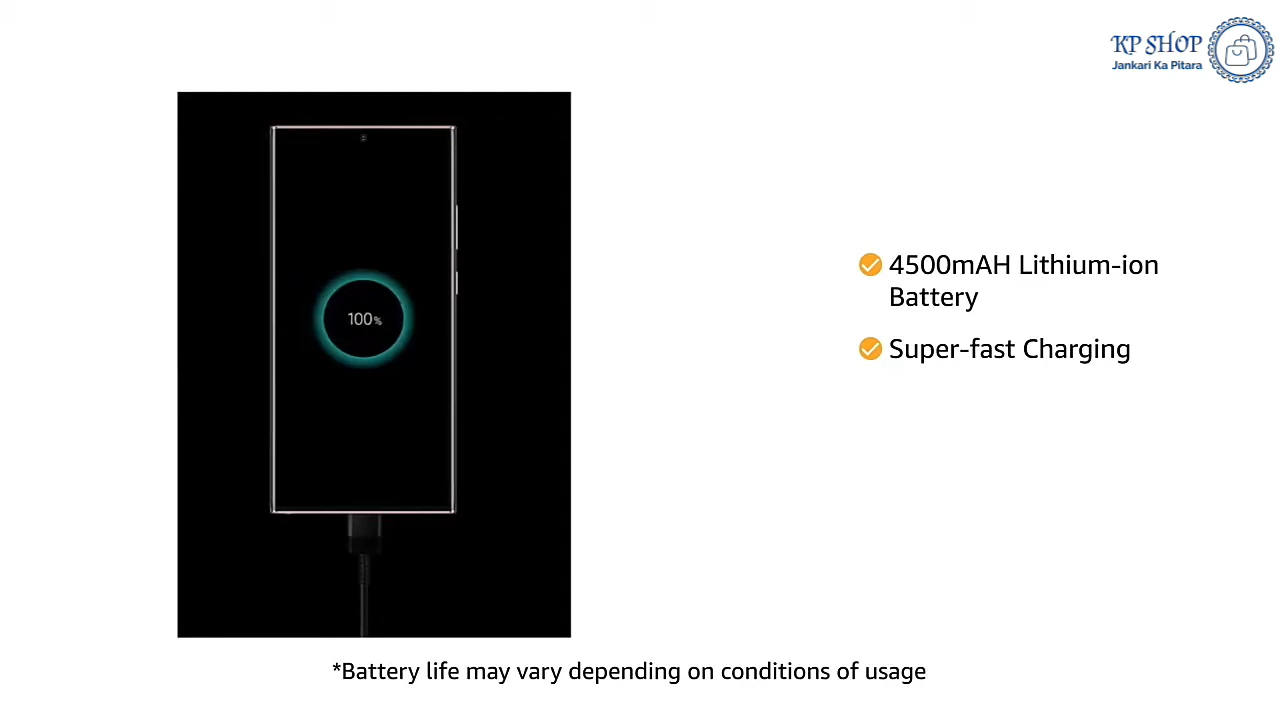 KP SHOP
Jankari Ka Pitara
100%
4500mAH Lithium-ion
Battery
Super-fast Charging
*Battery life may vary depending on conditions of usage